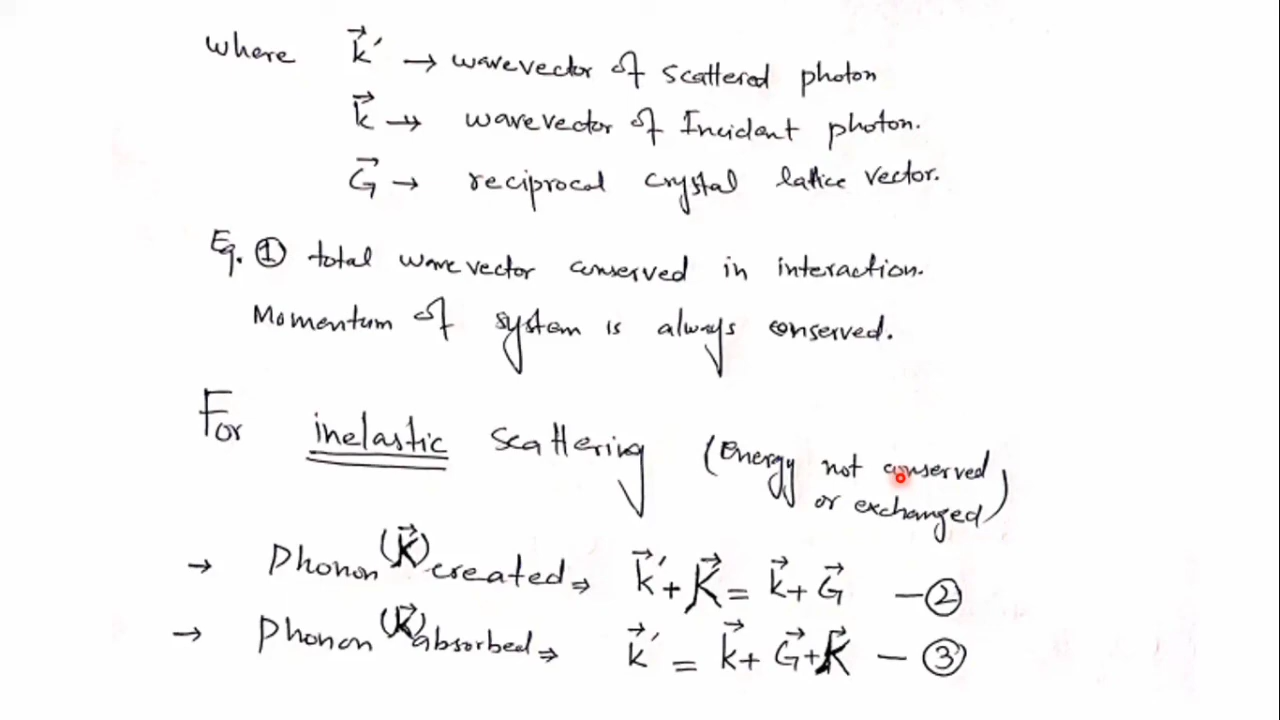 where k⃗′ → wavevector of scattered photon
k⃗ → wavevector of Incidant photon.
G⃗ → reciprocal crystal lattice vector.
Eq. ① total wavevector conserved in interaction.
Momentum of system is always conserved.
For inelastic scattering (Energy not conserved
or exchanged)
→ Phonon (K⃗) created ⇒ k⃗′ + K⃗ = k⃗ + G⃗ – ②
→ Phonon (K⃗) absorbed ⇒ k⃗′ = k⃗ + G⃗ + K⃗ – ③